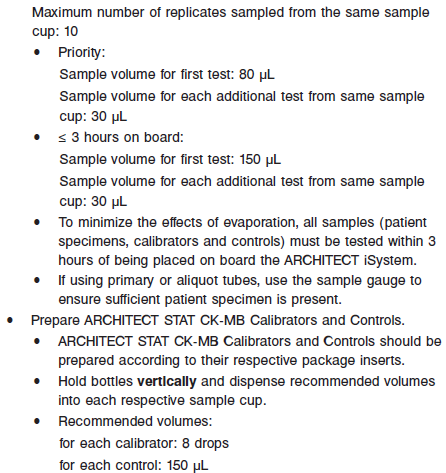 Maximum number of replicates sampled from the same sample
cup: 10
• Priority:
Sample volume for first test: 80 µL
Sample volume for each additional test from same sample
cup: 30 µL
• ≤ 3 hours on board:
Sample volume for first test: 150 µL
Sample volume for each additional test from same sample
cup: 30 µL
• To minimize the effects of evaporation, all samples (patient
specimens, calibrators and controls) must be tested within 3
hours of being placed on board the ARCHITECT iSystem.
• If using primary or aliquot tubes, use the sample gauge to
ensure sufficient patient specimen is present.
• Prepare ARCHITECT STAT CK-MB Calibrators and Controls.
• ARCHITECT STAT CK-MB Calibrators and Controls should be
prepared according to their respective package inserts.
• Hold bottles vertically and dispense recommended volumes
into each respective sample cup.
• Recommended volumes:
for each calibrator: 8 drops
for each control: 150 µL